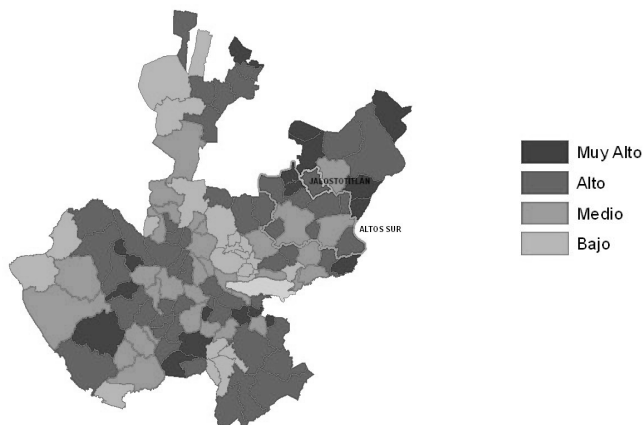 Muy Alto
Alto
JALOSTOTITLÁN
Medio
ALTOS SUR
Bajo